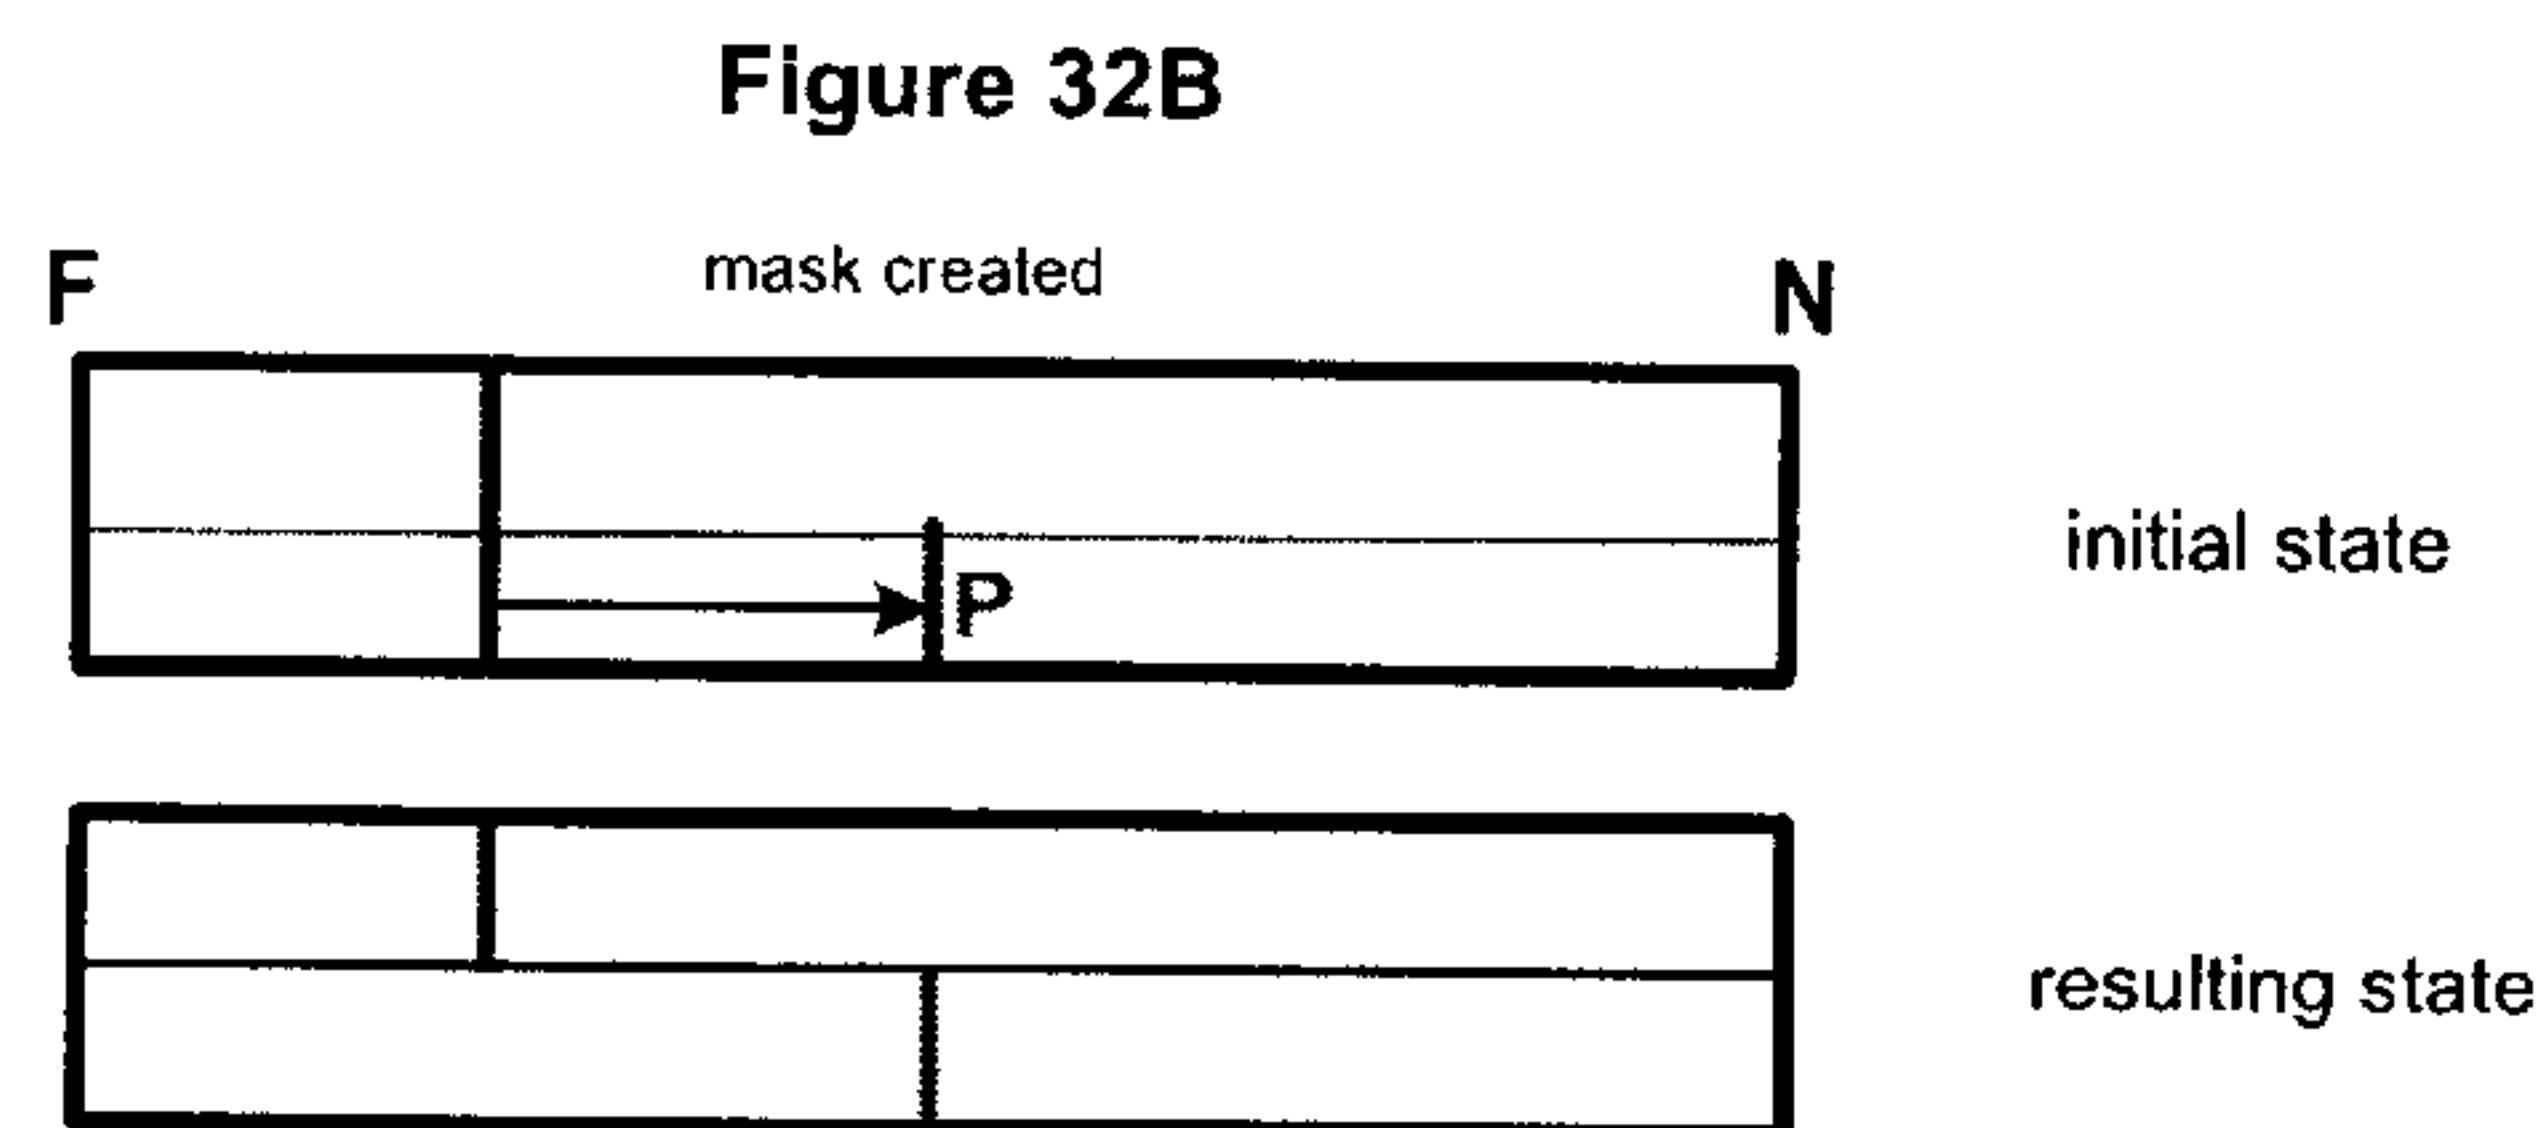 Figure 32B
F mask created N
initial state
P
resulting state